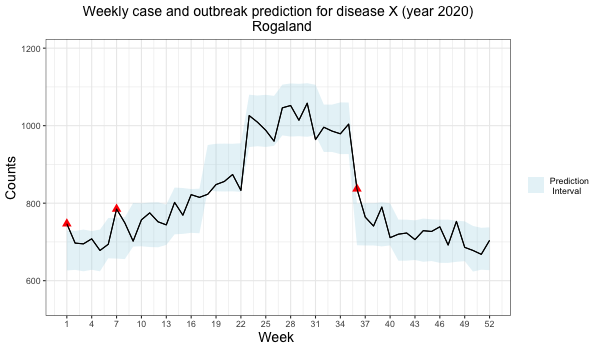 Weekly case and outbreak prediction for disease X (year 2020)
Rogaland
1200
1000
800
600
Counts
1 4 7 10 13 16 19 22 25 28 31 34 37 40 43 46 49 52
Week
Prediction
Interval